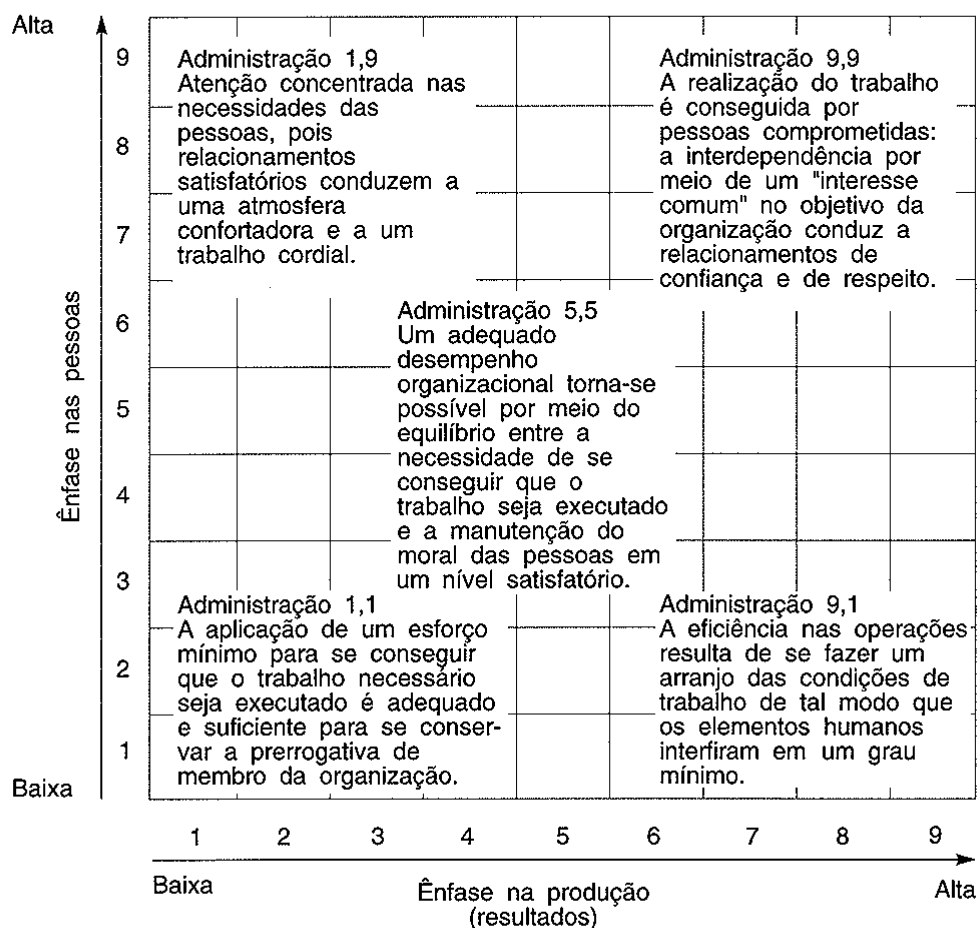 Alta
9
8
7
6
5
4
3
2
1
Baixa
Ênfase nas pessoas
Administração 1,9
Atenção concentrada nas
necessidades das
pessoas, pois
relacionamentos
satisfatórios conduzem a
uma atmosfera
confortadora e a um
trabalho cordial.
Administração 9,9
A realização do trabalho
é conseguida por
pessoas comprometidas:
a interdependência por
meio de um "interesse
comum" no objetivo da
organização conduz a
relacionamentos de
confiança e de respeito.
Administração 5,5
Um adequado
desempenho
organizacional torna-se
possível por meio do
equilíbrio entre a
necessidade de se
conseguir que o
trabalho seja executado
e a manutenção do
moral das pessoas em
um nível satisfatório.
Administração 1,1
A aplicação de um esforço
mínimo para se conseguir
que o trabalho necessário
seja executado é adequado
e suficiente para se conser-
var a prerrogativa de
membro da organização.
Administração 9,1
A eficiência nas operações
resulta de se fazer um
arranjo das condições de
trabalho de tal modo que
os elementos humanos
interfiram em um grau
mínimo.
1 2 3 4 5 6 7 8 9
Baixa
Ênfase na produção
(resultados)
Alta